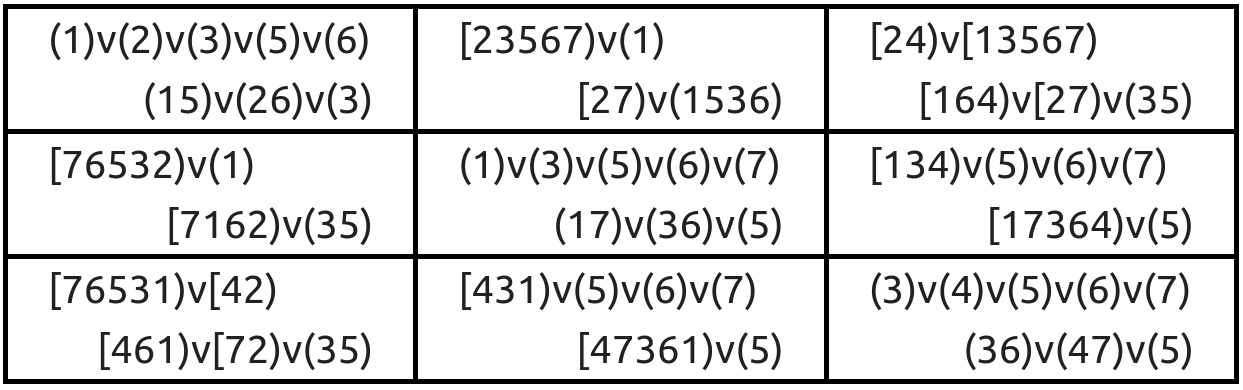 (1)v(2)v(3)v(5)v(6)
(15)v(26)v(3)
[23567)v(1)
[27)v(1536)
[24)v[13567)
[164)v[27)v(35)
[76532)v(1)
[7162)v(35)
(1)v(3)v(5)v(6)v(7)
(17)v(36)v(5)
[134)v(5)v(6)v(7)
[17364)v(5)
[76531)v[42)
[461)v[72)v(35)
[431)v(5)v(6)v(7)
[47361)v(5)
(3)v(4)v(5)v(6)v(7)
(36)v(47)v(5)